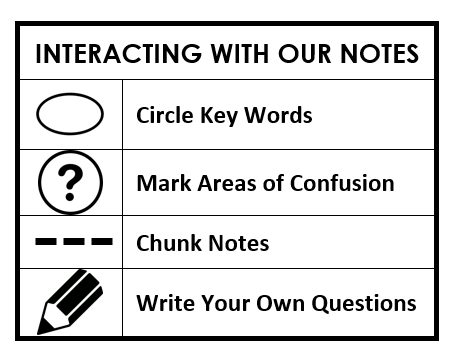 INTERACTING WITH OUR NOTES
Circle Key Words
?
Mark Areas of Confusion
Chunk Notes
Write Your Own Questions